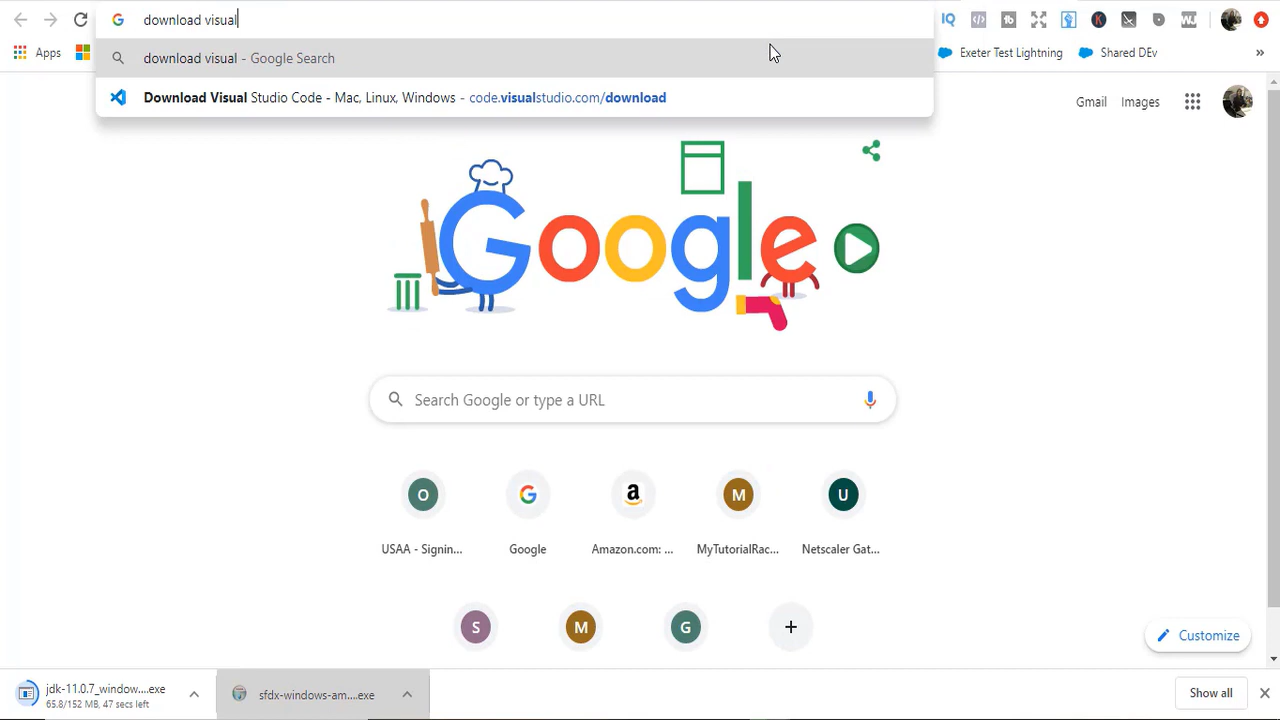 download visual
download visual - Google Search
Download Visual Studio Code - Mac, Linux, Windows - code.visualstudio.com/download
Apps
Exeter Test Lightning
Shared DEv
»
Gmail
Images
Google
Search Google or type a URL
O
G
a
M
U
USAA - Signin...
Google
Amazon.com: ...
MyTutorialRac...
Netscaler Gat...
S
M
G
Customize
jdk-11.0.7_window....exe
65.8/152 MB, 47 secs left
sfdx-windows-am....exe
Show all